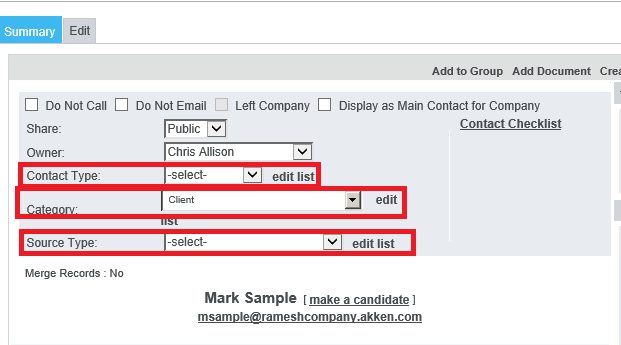 Summary Edit
Add to Group Add Document Crea
Do Not Call Do Not Email Left Company Display as Main Contact for Company
Share: Public Contact Checklist
Owner: Chris Allison
Contact Type: -select- edit list
Category: Client edit
list
Source Type: -select- edit list
Merge Records : No
Mark Sample [ make a candidate ]
msample@rameshcompany.akken.com